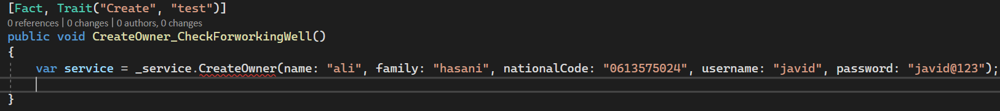 [Fact, Trait("Create", "test")]
0 references | 0 changes | 0 authors, 0 changes
public void CreateOwner_CheckForworkingWell()
{
var service = _service.CreateOwner(name: "ali", family: "hasani", nationalCode: "0613575024", username: "javid", password: "javid@123");
}